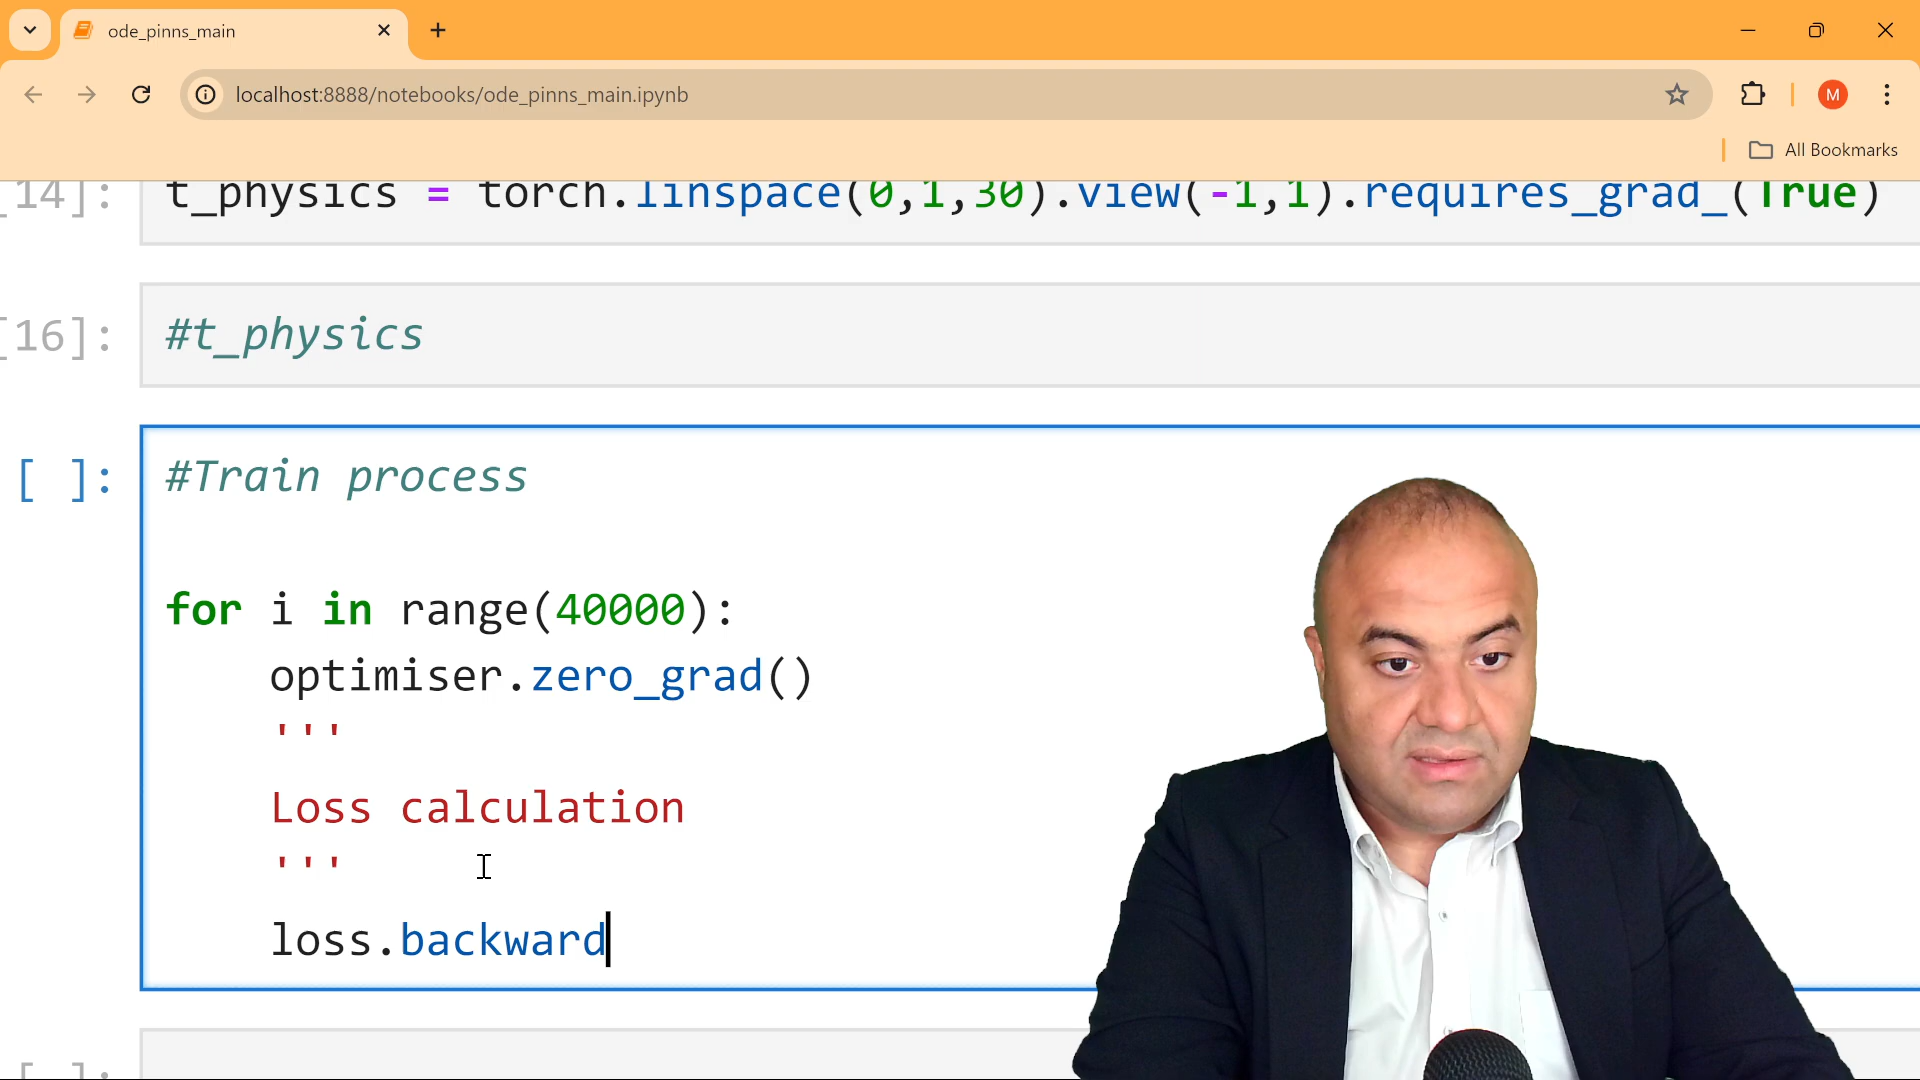 ode_pinns_main
localhost:8888/notebooks/ode_pinns_main.ipynb
M
All Bookmarks
[14]: t_physics = torch.linspace(0,1,30).view(-1,1).requires_grad_(True)
[16]: #t_physics
[ ]: #Train process
for i in range(40000):
optimiser.zero_grad()
'''
Loss calculation
'''
loss.backward
[ ]: